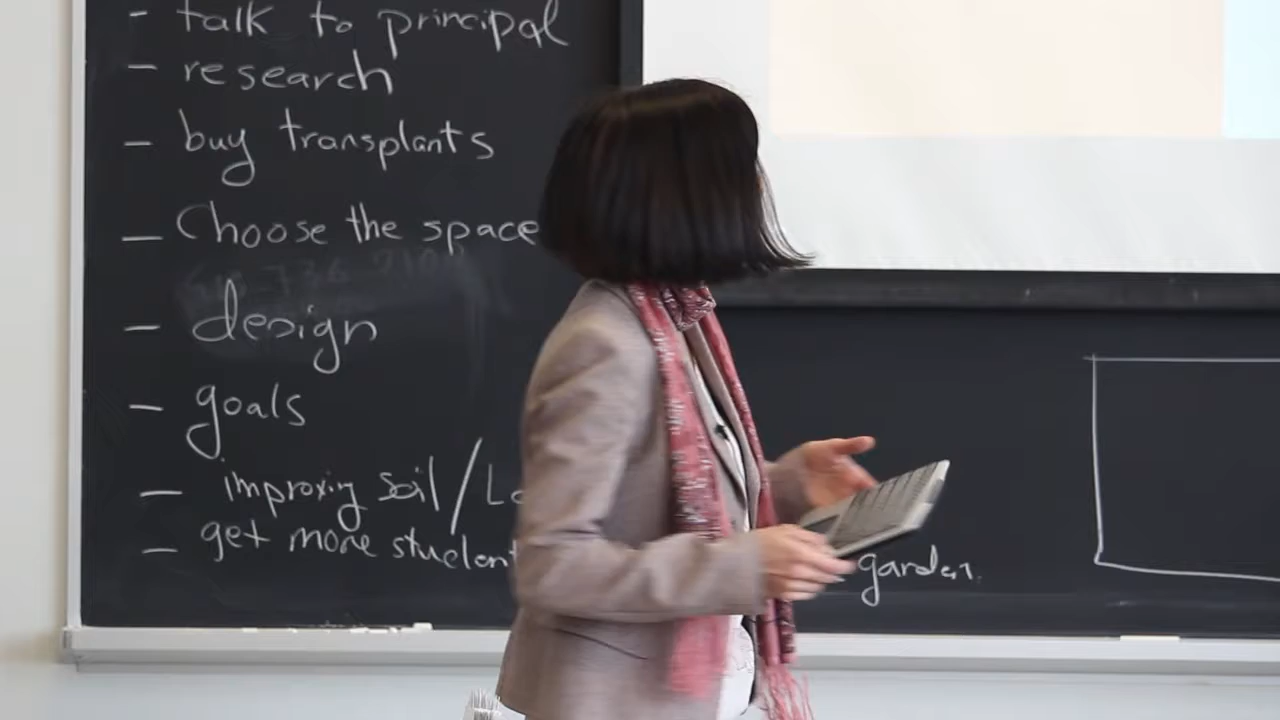 - talk to principal
- research
- buy transplants
- Choose the space
- design
- goals
- improving soil /
- get more student
garden.